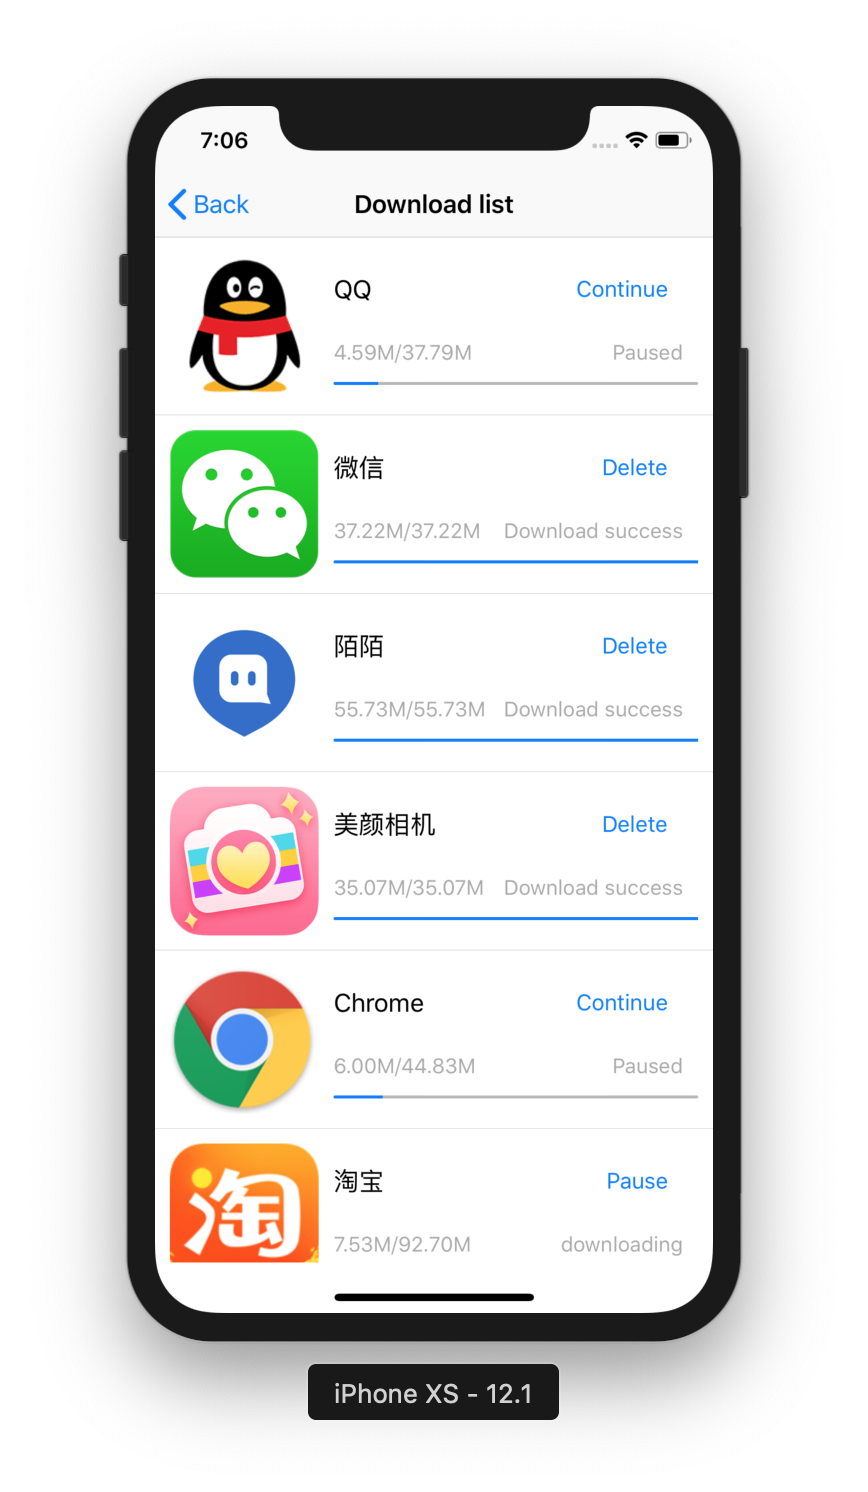 7:06
Back
Download list
QQ
Continue
4.59M/37.79M
Paused
微信
Delete
37.22M/37.22M
Download success
陌陌
Delete
55.73M/55.73M
Download success
美颜相机
Delete
35.07M/35.07M
Download success
Chrome
Continue
6.00M/44.83M
Paused
淘
淘宝
Pause
7.53M/92.70M
downloading
iPhone XS - 12.1